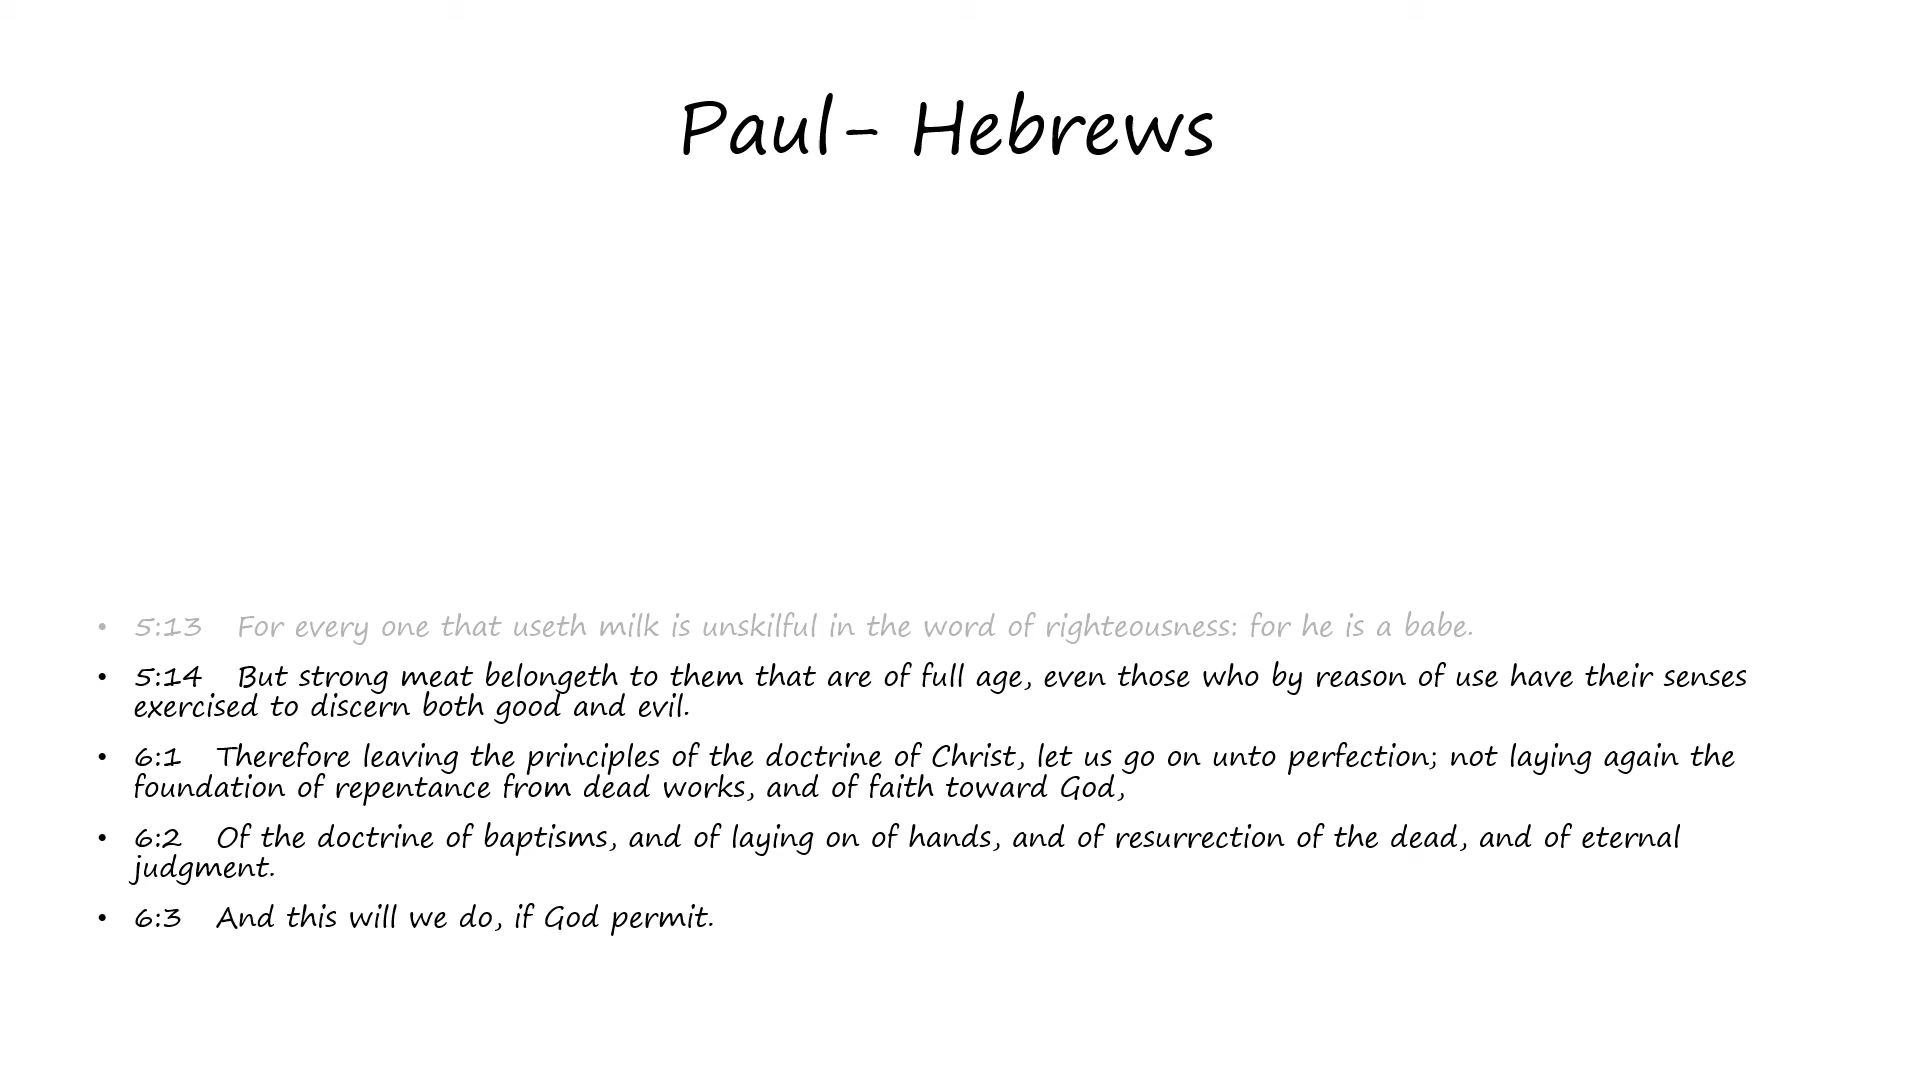 Paul- Hebrews
• 5:13 For every one that useth milk is unskilful in the word of righteousness: for he is a babe.
• 5:14 But strong meat belongeth to them that are of full age, even those who by reason of use have their senses
exercised to discern both good and evil.
• 6:1 Therefore leaving the principles of the doctrine of Christ, let us go on unto perfection; not laying again the
foundation of repentance from dead works, and of faith toward God,
• 6:2 Of the doctrine of baptisms, and of laying on of hands, and of resurrection of the dead, and of eternal
judgment.
• 6:3 And this will we do, if God permit.